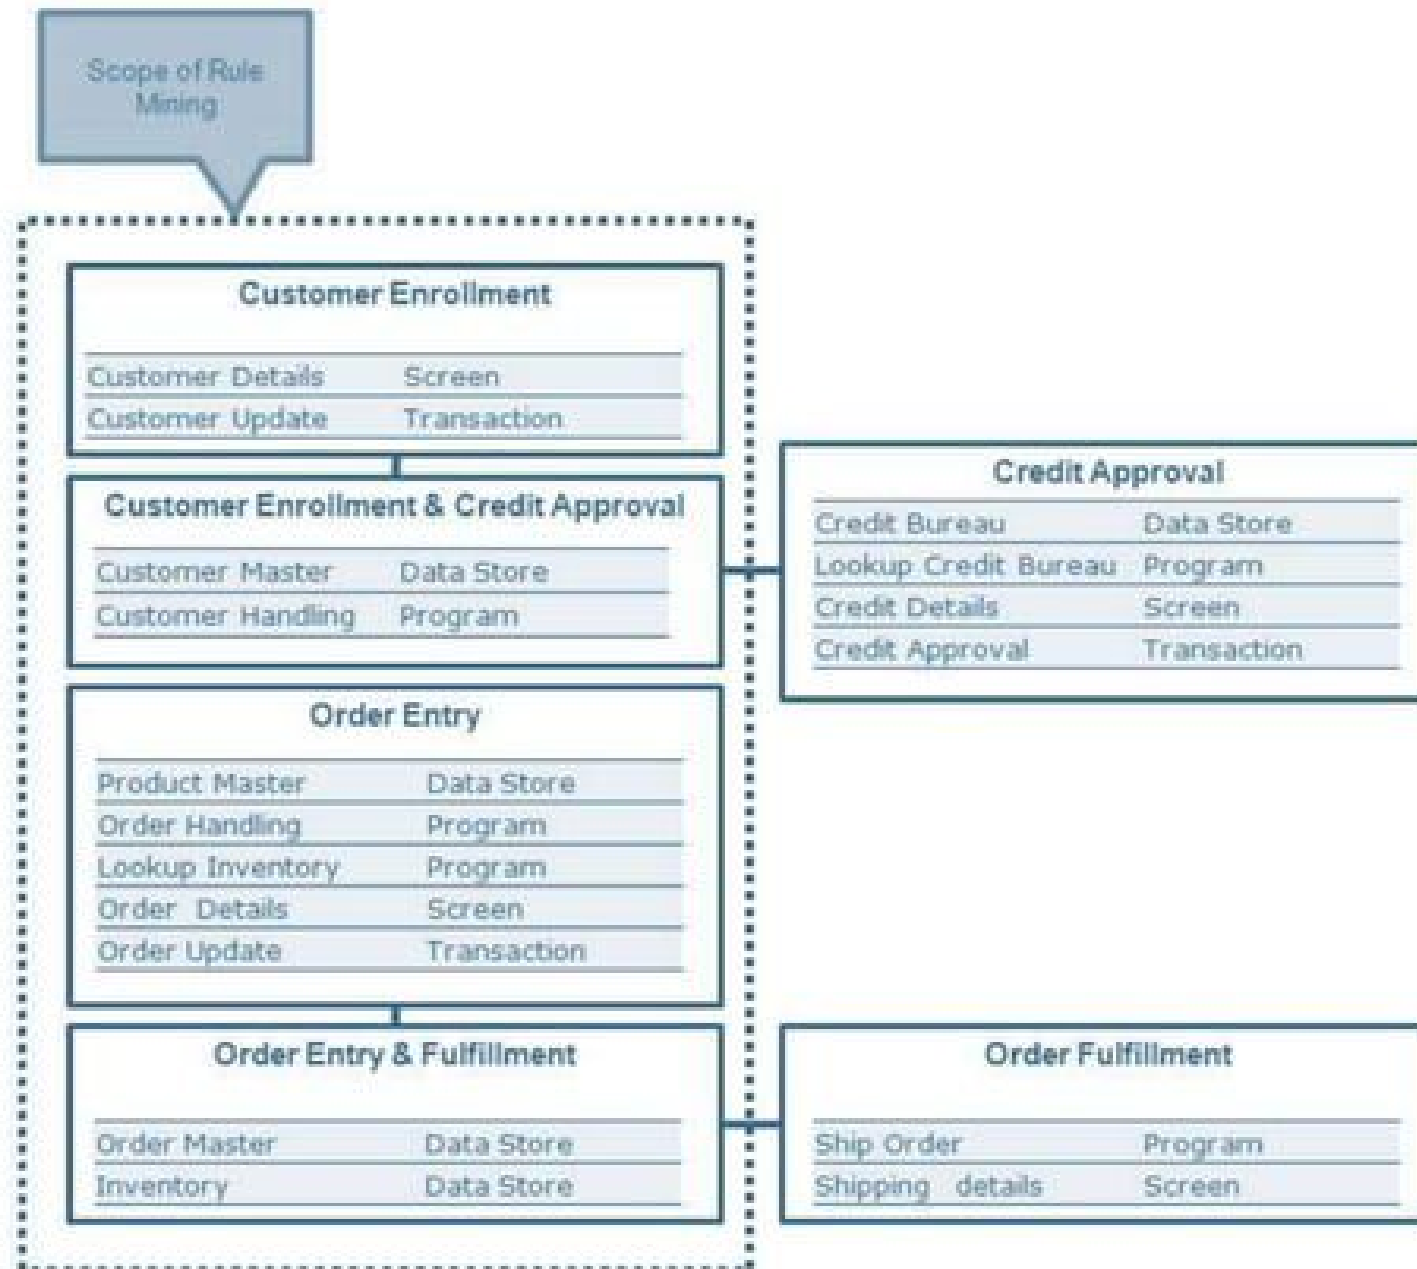 Scope of Rule
Mining
Customer Enrollment
Customer Details Screen
Customer Update Transaction
Customer Enrollment & Credit Approval
Customer Master Data Store
Customer Handling Program
Credit Approval
Credit Bureau Data Store
Lookup Credit Bureau Program
Credit Details Screen
Credit Approval Transaction
Order Entry
Product Master Data Store
Order Handling Program
Lookup Inventory Program
Order Details Screen
Order Update Transaction
Order Entry & Fulfillment
Order Master Data Store
Inventory Data Store
Order Fulfillment
Ship Order Program
Shipping details Screen